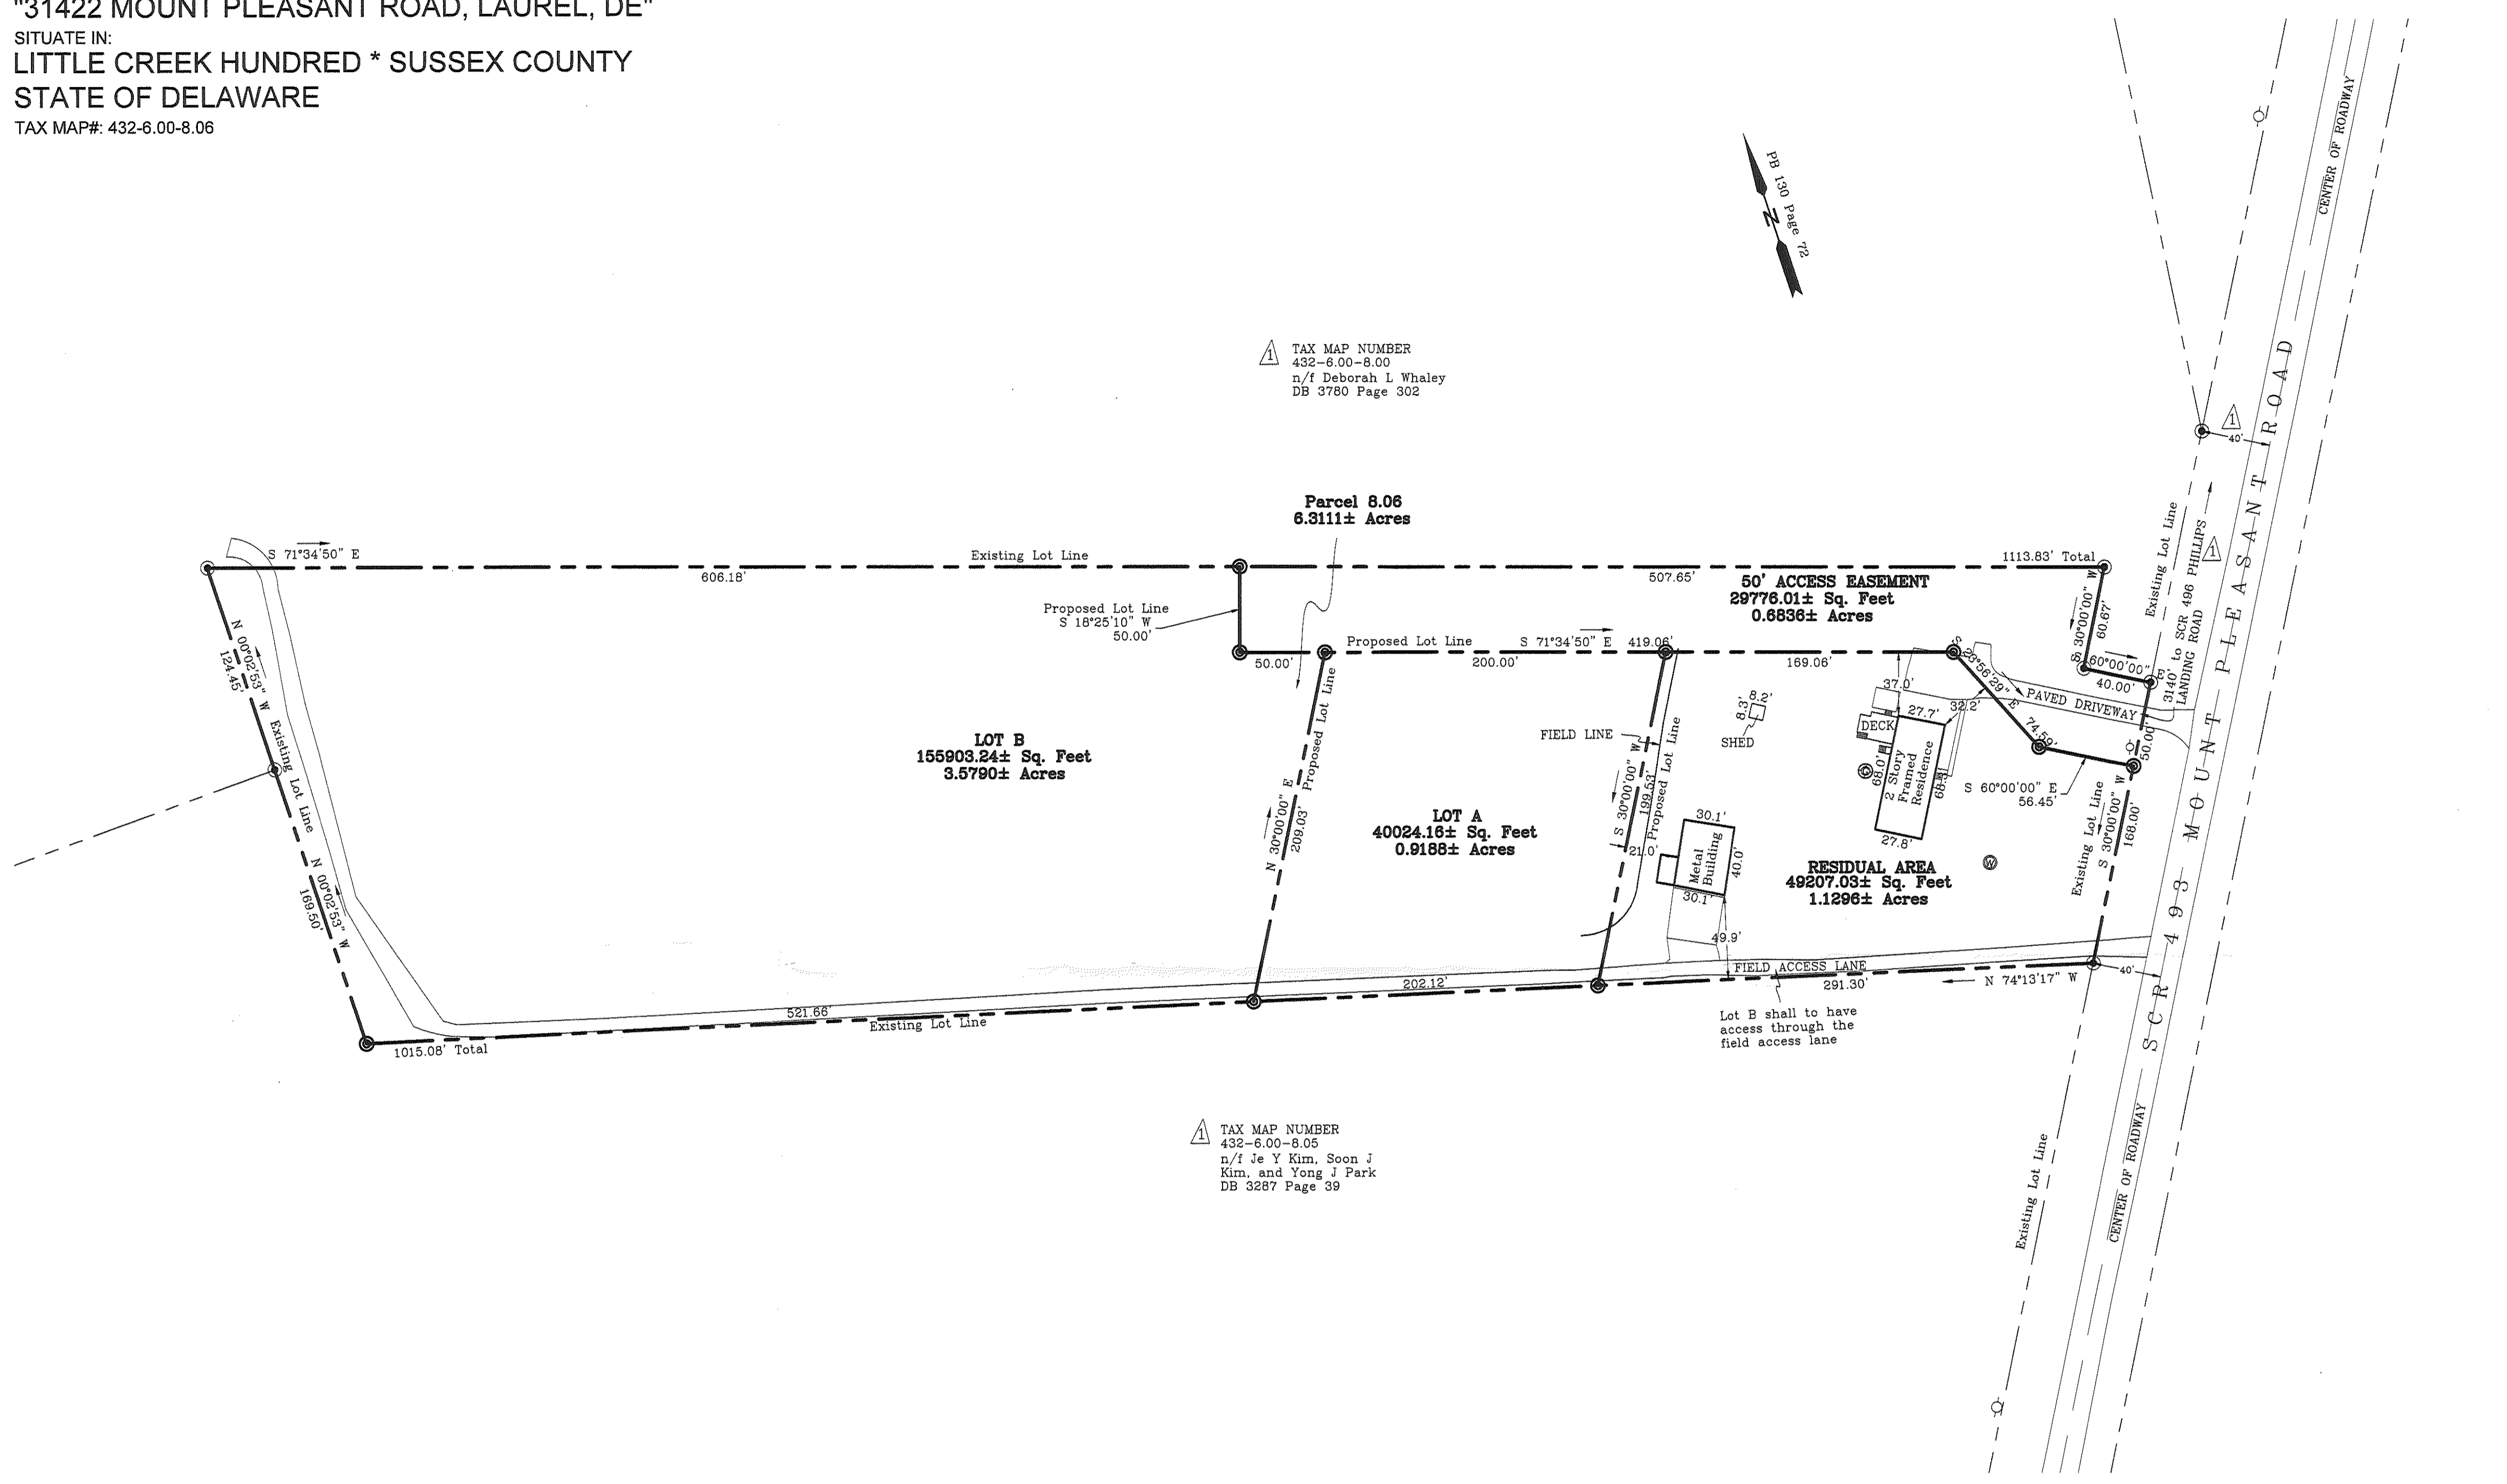 "31422 MOUNT PLEASANT ROAD, LAUREL, DE"
SITUATE IN:
LITTLE CREEK HUNDRED * SUSSEX COUNTY
STATE OF DELAWARE
TAX MAP#: 432-6.00-8.06
PB 130 Page 72
N
CENTER OF ROADWAY
1
TAX MAP NUMBER
432-6.00-8.00
n/f Deborah L Whaley
DB 3780 Page 302
1
40'
Parcel 8.06
6.3111± Acres
S 71°34'50" E
Existing Lot Line
606.18'
507.65'
1113.83' Total
50' ACCESS EASEMENT
29776.01± Sq. Feet
0.6836± Acres
Proposed Lot Line
S 18°25'10" W
50.00'
50.00'
Proposed Lot Line
S 71°34'50" E
419.06'
200.00'
169.06'
S 30°00'00" W
60.67'
S 60°00'00" E
40.00'
Existing Lot Line
3140' to SCR 496 PHILLIPS
LANDING ROAD
1
SCR 493 MOUNT PLEASANT ROAD
N 00°02'53" W
124.45'
Existing Lot Line
N 00°02'53" W
169.50'
LOT B
155903.24± Sq. Feet
3.5790± Acres
N 30°00'00" E
209.03'
Proposed Lot Line
LOT A
40024.16± Sq. Feet
0.9188± Acres
FIELD LINE
S 30°00'00" W
199.53'
Proposed Lot Line
21.0'
8.3'
8.2'
SHED
30.1'
Metal
Building
40.0'
30.1'
49.9'
37.0'
27.7'
32.2'
DECK
68.0'
2 Story
Framed
Residence
27.8'
S 23°56'29" E
74.59'
PAVED DRIVEWAY
50.00'
S 60°00'00" E
56.45'
Existing Lot Line
S 30°00'00" W
168.00'
W
RESIDUAL AREA
49207.03± Sq. Feet
1.1296± Acres
FIELD ACCESS LANE
291.30'
N 74°13'17" W
40'
202.12'
521.66'
Existing Lot Line
1015.08' Total
Lot B shall to have
access through the
field access lane
1
TAX MAP NUMBER
432-6.00-8.05
n/f Je Y Kim, Soon J
Kim, and Yong J Park
DB 3287 Page 39
Existing Lot Line
CENTER OF ROADWAY